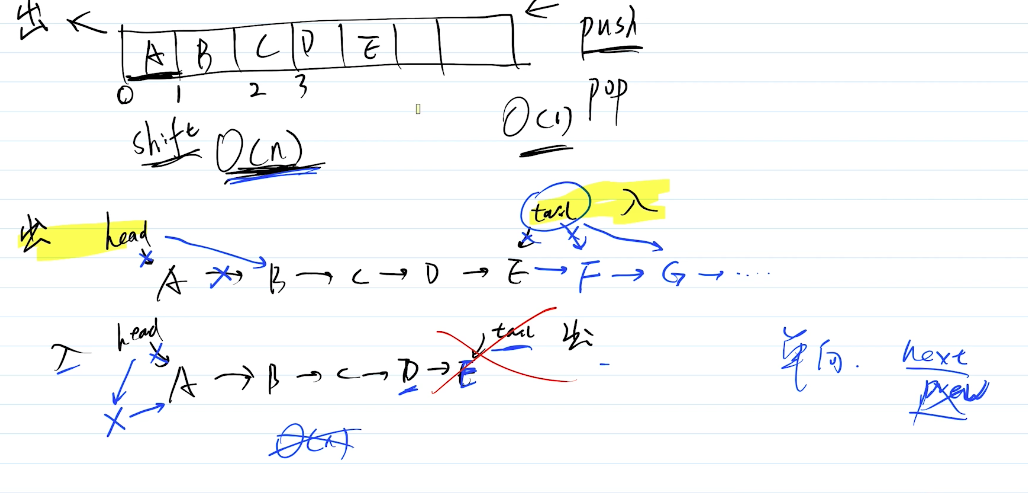 出 ← A B C D E ← push
0 1 2 3 pop
shift O(n) O(1)
出 head tail 入
A → B → C → D → E → F → G → ....
入 head tail 出
A → B → C → D → E 单向. next
X prev
O(n)